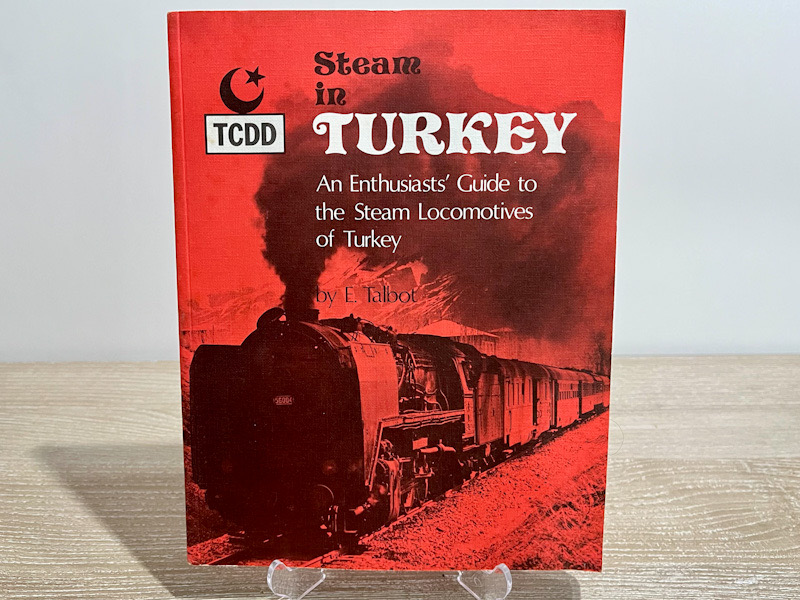 TCDD
Steam
in
TURKEY
An Enthusiasts' Guide to
the Steam Locomotives
of Turkey
by E. Talbot